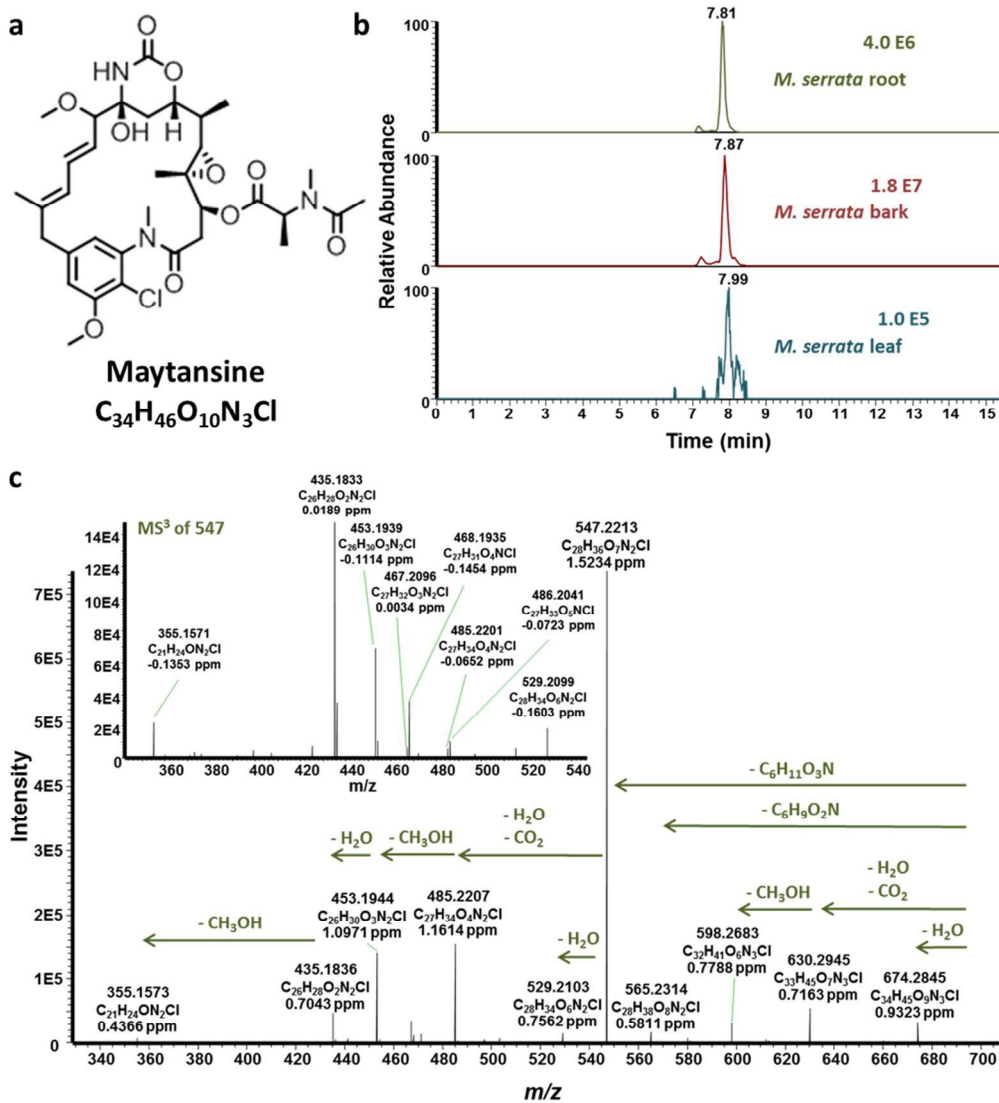 a
O
HN
O
O
OH
H
O
O
N
O
O
N
O
Cl
O
O
Maytansine
C₃₄H₄₆O₁₀N₃Cl
b
Relative Abundance
100
0
7.81
4.0 E6
M. serrata root
100
0
7.87
1.8 E7
M. serrata bark
100
0
7.99
1.0 E5
M. serrata leaf
0 1 2 3 4 5 6 7 8 9 10 11 12 13 14 15
Time (min)
c
MS³ of 547
14E4
12E4
10E4
8E4
6E4
4E4
2E4
0
355.1571
C₂₁H₂₄ON₂Cl
-0.1353 ppm
435.1833
C₂₆H₂₈O₂N₂Cl
0.0189 ppm
453.1939
C₂₆H₃₀O₃N₂Cl
-0.1114 ppm
467.2096
C₂₇H₃₂O₃N₂Cl
0.0034 ppm
468.1935
C₂₇H₃₁O₄NCl
-0.1454 ppm
485.2201
C₂₇H₃₄O₄N₂Cl
-0.0652 ppm
486.2041
C₂₇H₃₃O₅NCl
-0.0723 ppm
529.2099
C₂₈H₃₄O₆N₂Cl
-0.1603 ppm
360 380 400 420 440 460 480 500 520 540
m/z
547.2213
C₂₈H₃₆O₇N₂Cl
1.5234 ppm
Intensity
7E5
6E5
5E5
4E5
3E5
2E5
1E5
0
- C₆H₁₁O₃N
- C₆H₉O₂N
- H₂O
- CH₃OH
- H₂O
- CO₂
- CH₃OH
- H₂O
- CH₃OH
- H₂O
- CO₂
- H₂O
355.1573
C₂₁H₂₄ON₂Cl
0.4366 ppm
435.1836
C₂₆H₂₈O₂N₂Cl
0.7043 ppm
453.1944
C₂₆H₃₀O₃N₂Cl
1.0971 ppm
485.2207
C₂₇H₃₄O₄N₂Cl
1.1614 ppm
529.2103
C₂₈H₃₄O₆N₂Cl
0.7562 ppm
565.2314
C₂₈H₃₈O₈N₂Cl
0.5811 ppm
598.2683
C₃₂H₄₁O₆N₃Cl
0.7788 ppm
630.2945
C₃₃H₄₅O₇N₃Cl
0.7163 ppm
674.2845
C₃₄H₄₅O₉N₃Cl
0.9323 ppm
340 360 380 400 420 440 460 480 500 520 540 560 580 600 620 640 660 680 700
m/z